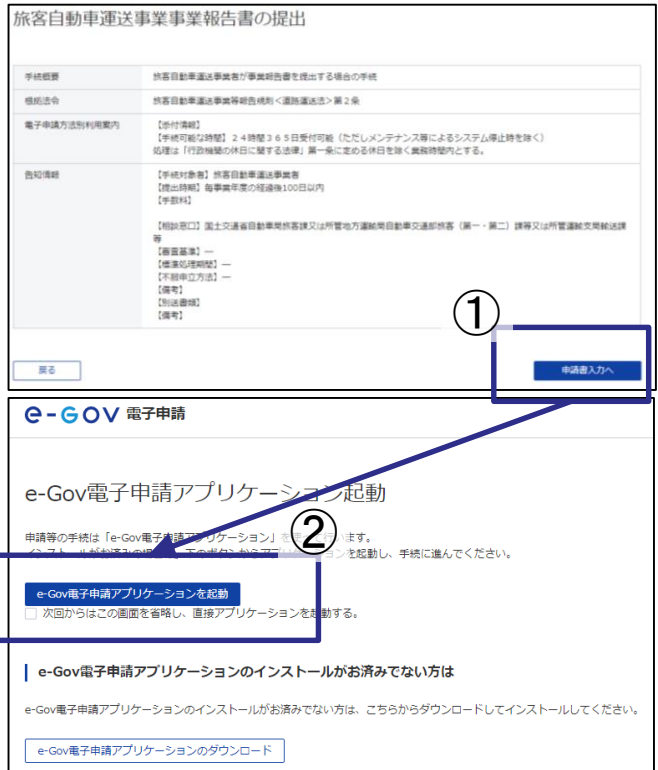 旅客自動車運送事業事業報告書の提出
手続概要
旅客自動車運送事業者が事業報告書を提出する場合の手続
根拠法令
旅客自動車運送事業等報告規則<道路運送法>第2条
電子申請方法別利用案内
【添付情報】
【手続可能な時間】24時間365日受付可能(ただしメンテナンス等によるシステム停止時を除く)
処理は「行政機関の休日に関する法律」第一条に定める休日を除く業務時間内とする。
告知情報
【手続対象者】旅客自動車運送事業者
【提出時期】毎事業年度の経過後100日以内
【手数料】
【相談窓口】国土交通省自動車局旅客課又は所管地方運輸局自動車交通部旅客(第一・第二)課等又は所管運輸支局輸送課
等
【審査基準】―
【標準処理期間】―
【不服申立方法】―
【備考】
【別送書類】
【備考】
①
戻る
申請書入力へ
e-GOV 電子申請
e-Gov電子申請アプリケーション起動
②
申請等の手続は「e-Gov電子申請アプリケーション」を います。
インストールがお済みの 下のボタンからアプリケーションを起動し、手続に進んでください。
e-Gov電子申請アプリケーションを起動
次回からはこの画面を省略し、直接アプリケーションを起動する。
e-Gov電子申請アプリケーションのインストールがお済みでない方は
e-Gov電子申請アプリケーションのインストールがお済みでない方は、こちらからダウンロードしてインストールしてください。
e-Gov電子申請アプリケーションのダウンロード